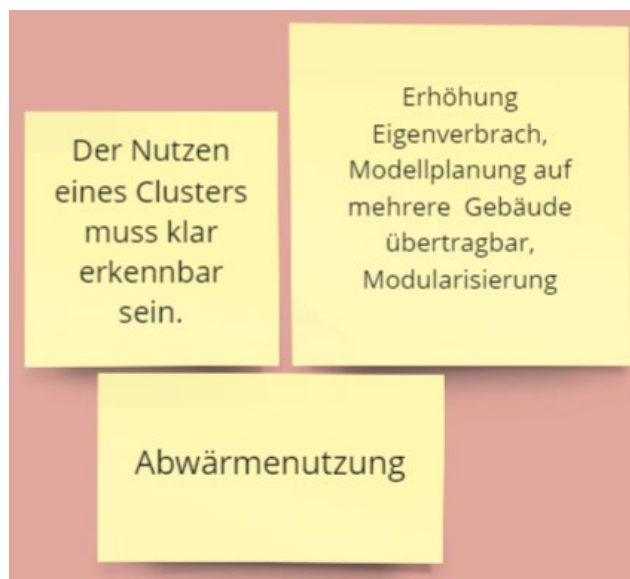 Der Nutzen
eines Clusters
muss klar
erkennbar
sein.
Erhöhung
Eigenverbrach,
Modellplanung auf
mehrere Gebäude
übertragbar,
Modularisierung
Abwärmenutzung